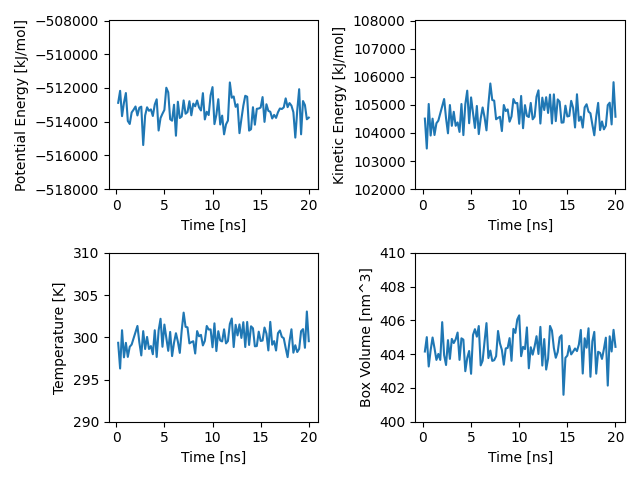 Potential Energy [kJ/mol]
−508000
−510000
−512000
−514000
−516000
−518000
0 5 10 15 20
Time [ns]
Kinetic Energy [kJ/mol]
108000
107000
106000
105000
104000
103000
102000
0 5 10 15 20
Time [ns]
Temperature [K]
310
305
300
295
290
0 5 10 15 20
Time [ns]
Box Volume [nm^3]
410
408
406
404
402
400
0 5 10 15 20
Time [ns]